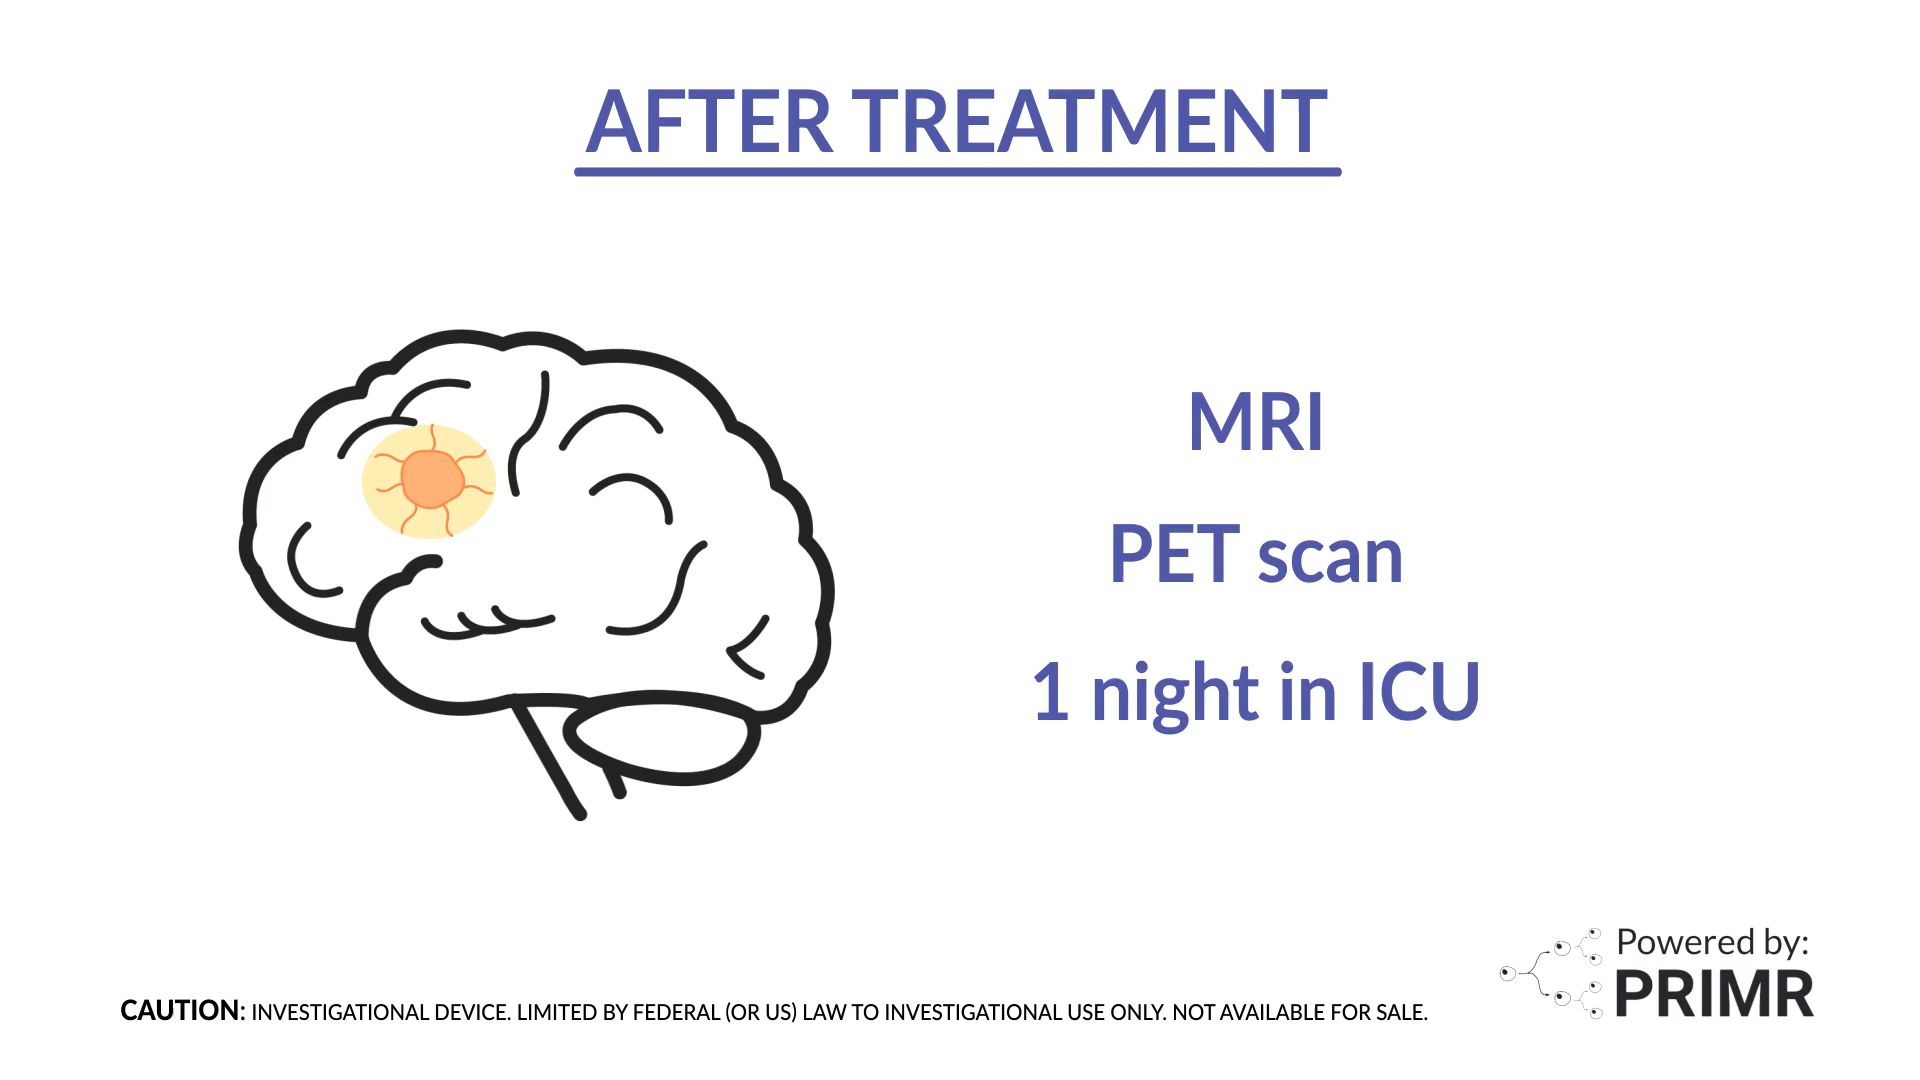 AFTER TREATMENT
MRI
PET scan
1 night in ICU
Powered by:
PRIMR
CAUTION: INVESTIGATIONAL DEVICE. LIMITED BY FEDERAL (OR US) LAW TO INVESTIGATIONAL USE ONLY. NOT AVAILABLE FOR SALE.